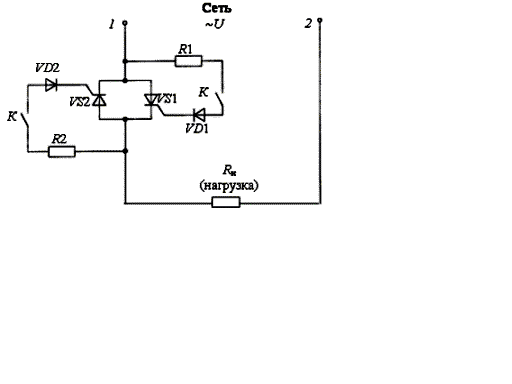 Сеть
1 ~U 2
R1
VD2
K
VS2 VS1
K
VD1
R2
Rн
(нагрузка)